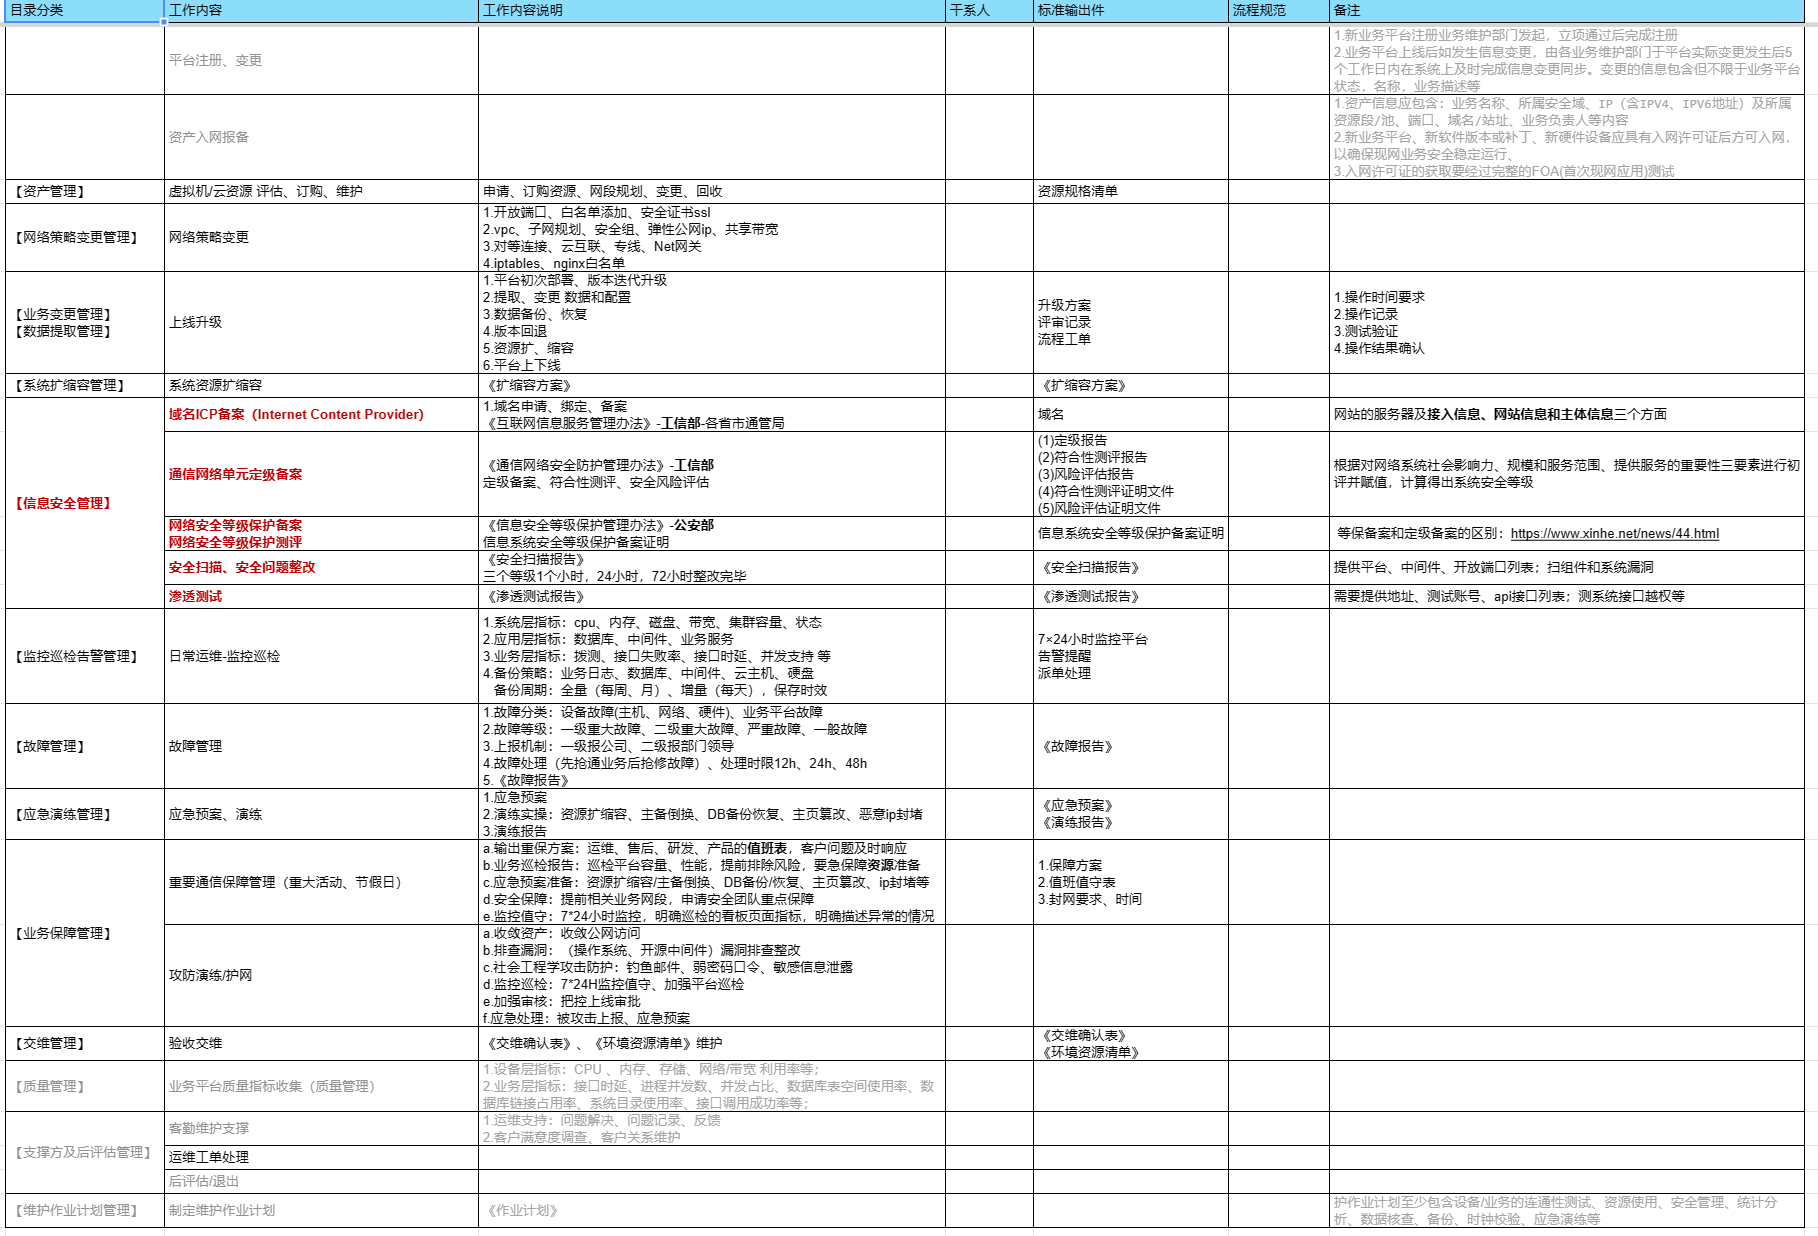 目录分类
工作内容
工作内容说明
干系人
标准输出件
流程规范
备注
平台注册、变更
1.新业务平台注册业务维护部门发起，立项通过后完成注册
2.业务平台上线后如发生信息变更，由各业务维护部门于平台实际变更发生后5
个工作日内在系统上及时完成信息变更同步。变更的信息包含但不限于业务平台
状态，名称，业务描述等
资产入网报备
1.资产信息应包含：业务名称、所属安全域、IP（含IPV4、IPV6地址）及所属
资源段/池、端口、域名/站址、业务负责人等内容
2.新业务平台、新软件版本或补丁、新硬件设备应具有入网许可证后方可入网，
以确保现网业务安全稳定运行、
3.入网许可证的获取要经过完整的FOA(首次现网应用)测试
【资产管理】
虚拟机/云资源 评估、订购、维护
申请、订购资源、网段规划、变更、回收
资源规格清单
【网络策略变更管理】
网络策略变更
1.开放端口、白名单添加、安全证书ssl
2.vpc、子网规划、安全组、弹性公网ip、共享带宽
3.对等连接、云互联、专线、Net网关
4.iptables、nginx白名单
【业务变更管理】
【数据提取管理】
上线升级
1.平台初次部署、版本迭代升级
2.提取、变更 数据和配置
3.数据备份、恢复
4.版本回退
5.资源扩、缩容
6.平台上下线
升级方案
评审记录
流程工单
1.操作时间要求
2.操作记录
3.测试验证
4.操作结果确认
【系统扩缩容管理】
系统资源扩缩容
《扩缩容方案》
《扩缩容方案》
【信息安全管理】
域名ICP备案（Internet Content Provider）
1.域名申请、绑定、备案
《互联网信息服务管理办法》-工信部-各省市通管局
域名
网站的服务器及接入信息、网站信息和主体信息三个方面
通信网络单元定级备案
《通信网络安全防护管理办法》-工信部
定级备案、符合性测评、安全风险评估
(1)定级报告
(2)符合性测评报告
(3)风险评估报告
(4)符合性测评证明文件
(5)风险评估证明文件
根据对网络系统社会影响力、规模和服务范围、提供服务的重要性三要素进行初
评并赋值，计算得出系统安全等级
网络安全等级保护备案
网络安全等级保护测评
《信息安全等级保护管理办法》-公安部
信息系统安全等级保护备案证明
信息系统安全等级保护备案证明
等保备案和定级备案的区别：https://www.xinhe.net/news/44.html
安全扫描、安全问题整改
《安全扫描报告》
三个等级1个小时，24小时，72小时整改完毕
《安全扫描报告》
提供平台、中间件、开放端口列表；扫组件和系统漏洞
渗透测试
《渗透测试报告》
《渗透测试报告》
需要提供地址、测试账号、api接口列表；测系统接口越权等
【监控巡检告警管理】
日常运维-监控巡检
1.系统层指标：cpu、内存、磁盘、带宽、集群容量、状态
2.应用层指标：数据库、中间件、业务服务
3.业务层指标：拨测、接口失败率、接口时延、并发支持 等
4.备份策略：业务日志、数据库、中间件、云主机、硬盘
备份周期：全量（每周、月）、增量（每天），保存时效
7×24小时监控平台
告警提醒
派单处理
【故障管理】
故障管理
1.故障分类：设备故障(主机、网络、硬件)、业务平台故障
2.故障等级：一级重大故障、二级重大故障、严重故障、一般故障
3.上报机制：一级报公司、二级报部门领导
4.故障处理（先抢通业务后抢修故障）、处理时限12h、24h、48h
5.《故障报告》
《故障报告》
【应急演练管理】
应急预案、演练
1.应急预案
2.演练实操：资源扩缩容、主备倒换、DB备份恢复、主页篡改、恶意ip封堵
3.演练报告
《应急预案》
《演练报告》
【业务保障管理】
重要通信保障管理（重大活动、节假日）
a.输出重保方案：运维、售后、研发、产品的值班表，客户问题及时响应
b.业务巡检报告：巡检平台容量、性能，提前排除风险，要急保障资源准备
c.应急预案准备：资源扩缩容/主备倒换、DB备份/恢复、主页篡改、ip封堵等
d.安全保障：提前相关业务网段，申请安全团队重点保障
e.监控值守：7*24小时监控，明确巡检的看板页面指标，明确描述异常的情况
1.保障方案
2.值班值守表
3.封网要求、时间
攻防演练/护网
a.收敛资产：收敛公网访问
b.排查漏洞：（操作系统、开源中间件）漏洞排查整改
c.社会工程学攻击防护：钓鱼邮件、弱密码口令、敏感信息泄露
d.监控巡检：7*24H监控值守、加强平台巡检
e.加强审核：把控上线审批
f.应急处理：被攻击上报、应急预案
【交维管理】
验收交维
《交维确认表》、《环境资源清单》维护
《交维确认表》
《环境资源清单》
【质量管理】
业务平台质量指标收集（质量管理）
1.设备层指标：CPU 、内存、存储、网络/带宽 利用率等；
2.业务层指标：接口时延、进程并发数、并发占比、数据库表空间使用率、数
据库链接占用率、系统目录使用率、接口调用成功率等；
【支撑方及后评估管理】
客勤维护支撑
1.运维支持：问题解决、问题记录、反馈
2.客户满意度调查、客户关系维护
运维工单处理
后评估/退出
【维护作业计划管理】
制定维护作业计划
《作业计划》
护作业计划至少包含设备/业务的连通性测试、资源使用、安全管理、统计分
析、数据核查、备份、时钟校验、应急演练等